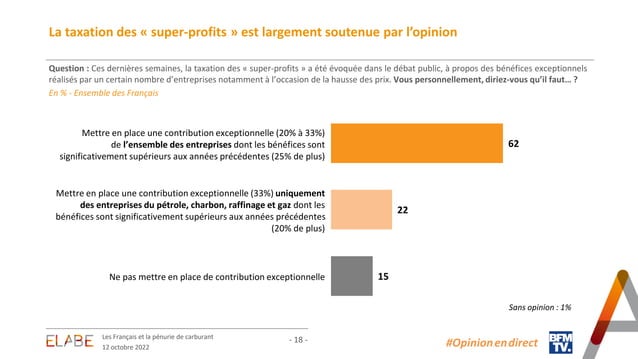 La taxation des « super-profits » est largement soutenue par l’opinion
Question : Ces dernières semaines, la taxation des « super-profits » a été évoquée dans le débat public, à propos des bénéfices exceptionnels
réalisés par un certain nombre d’entreprises notamment à l’occasion de la hausse des prix. Vous personnellement, diriez-vous qu’il faut… ?
En % - Ensemble des Français
Mettre en place une contribution exceptionnelle (20% à 33%)
de l’ensemble des entreprises dont les bénéfices sont
significativement supérieurs aux années précédentes (25% de plus)
62
Mettre en place une contribution exceptionnelle (33%) uniquement
des entreprises du pétrole, charbon, raffinage et gaz dont les
bénéfices sont significativement supérieurs aux années précédentes
(20% de plus)
22
Ne pas mettre en place de contribution exceptionnelle
15
Sans opinion : 1%
ELABE
Les Français et la pénurie de carburant
12 octobre 2022
- 18 -
#Opinionendirect
BFM
TV.